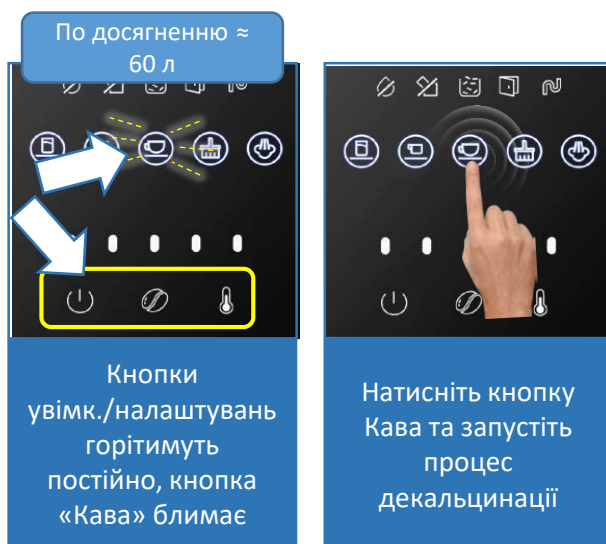 По досягненню ≈
60 л
Кнопки
увімк./налаштувань
горітимуть
постійно, кнопка
«Кава» блимає
Натисніть кнопку
Кава та запустіть
процес
декальцинації